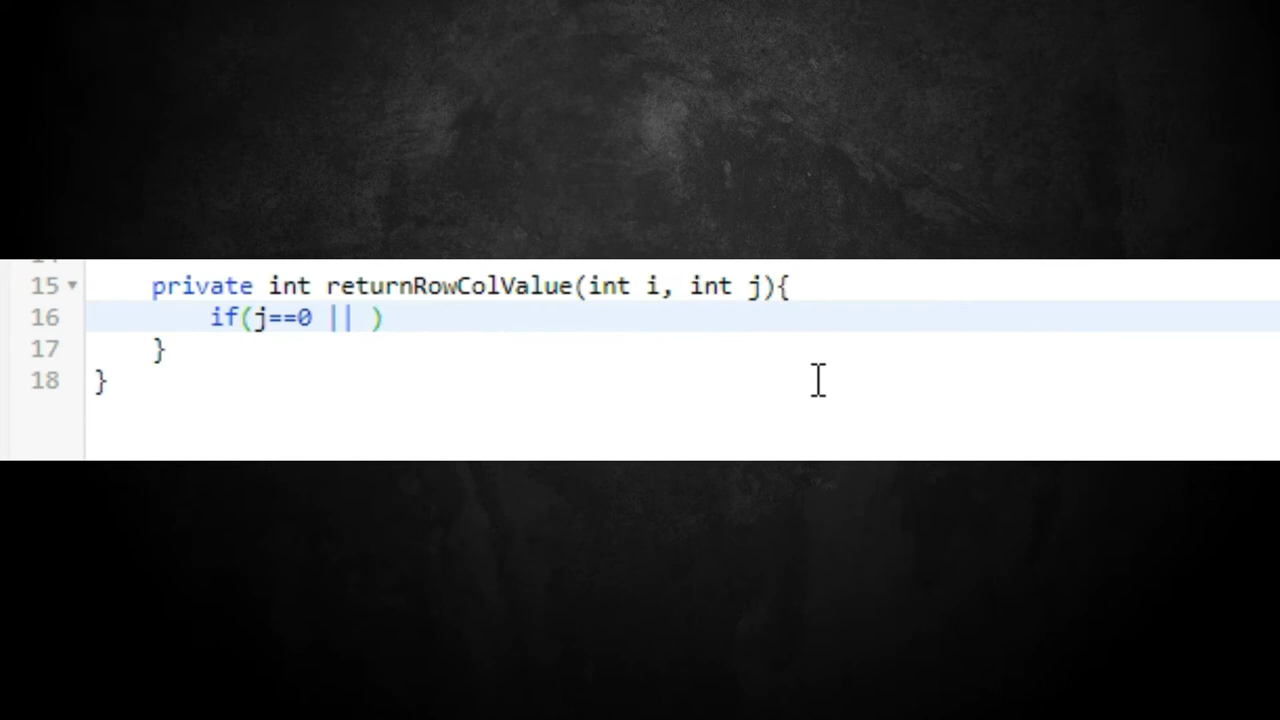 15 private int returnRowColValue(int i, int j){
16 if(j==0 || )
17 }
18 }